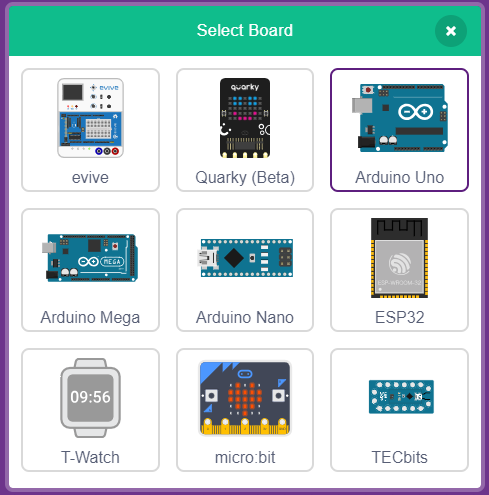 Select Board
evive
evive
quarky
Quarky (Beta)
Arduino Uno
MEGA
Arduino Mega
Arduino Nano
ESP-WROOM-32
ESP32
09:56
T-Watch
micro:bit
TECbits